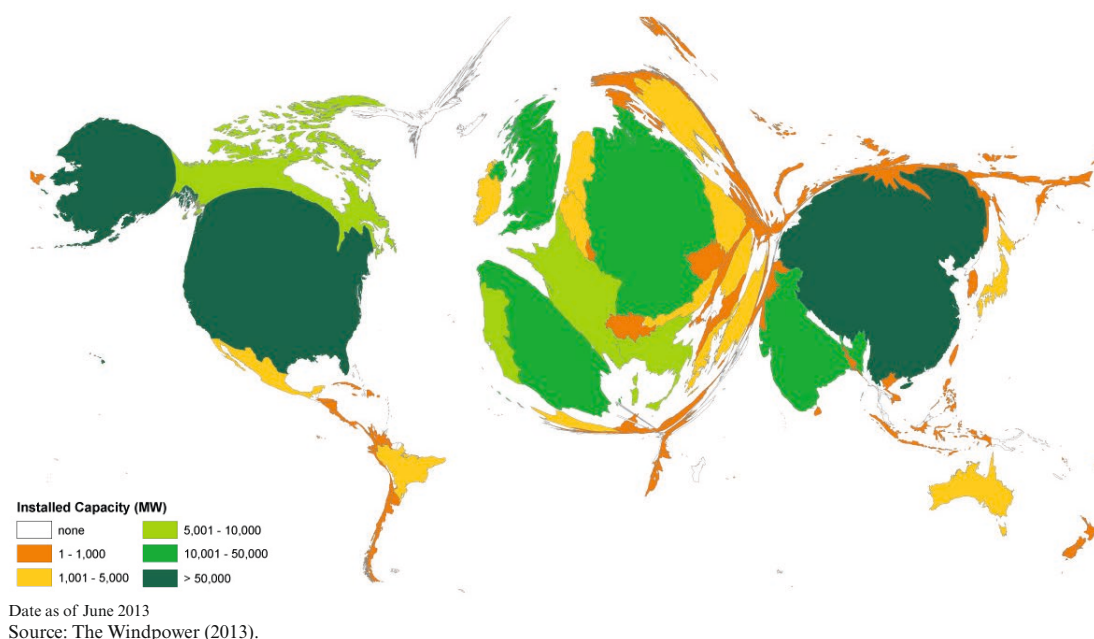 Installed Capacity (MW)
none
1 - 1,000
1,001 - 5,000
5,001 - 10,000
10,001 - 50,000
> 50,000
Date as of June 2013
Source: The Windpower (2013).